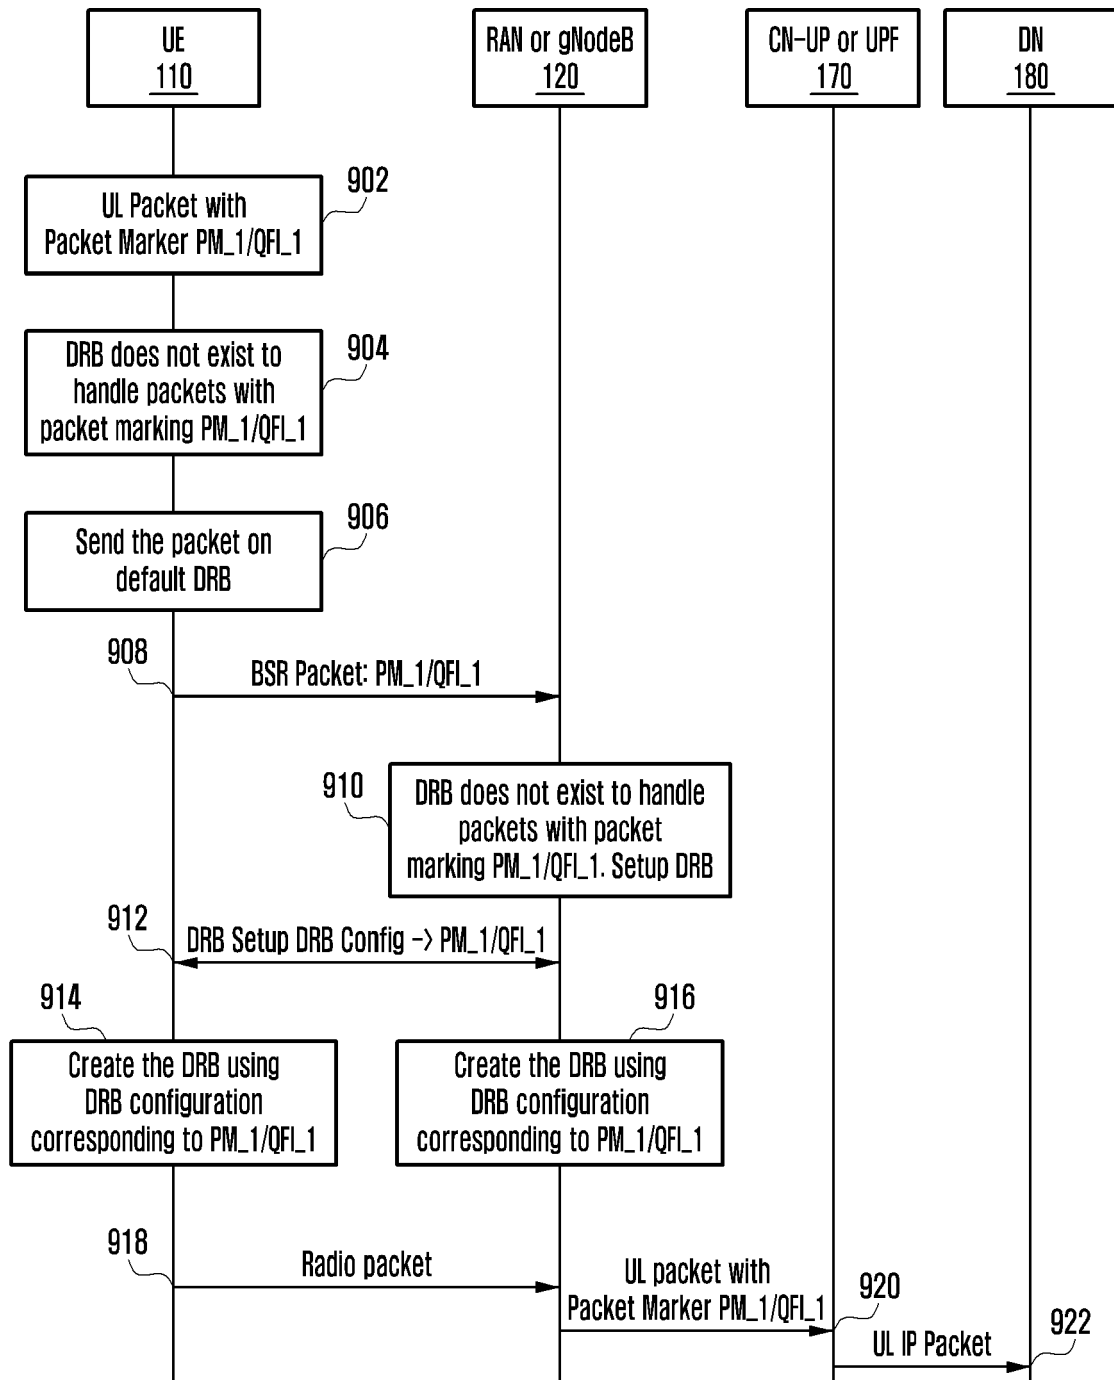 UE
110
RAN or gNodeB
120
CN-UP or UPF
170
DN
180
902
UL Packet with
Packet Marker PM_1/QFI_1
904
DRB does not exist to
handle packets with
packet marking PM_1/QFI_1
906
Send the packet on
default DRB
908
BSR Packet: PM_1/QFI_1
910
DRB does not exist to handle
packets with packet
marking PM_1/QFI_1. Setup DRB
912
DRB Setup DRB Config -> PM_1/QFI_1
914
Create the DRB using
DRB configuration
corresponding to PM_1/QFI_1
916
Create the DRB using
DRB configuration
corresponding to PM_1/QFI_1
918
Radio packet
UL packet with
Packet Marker PM_1/QFI_1
920
UL IP Packet
922